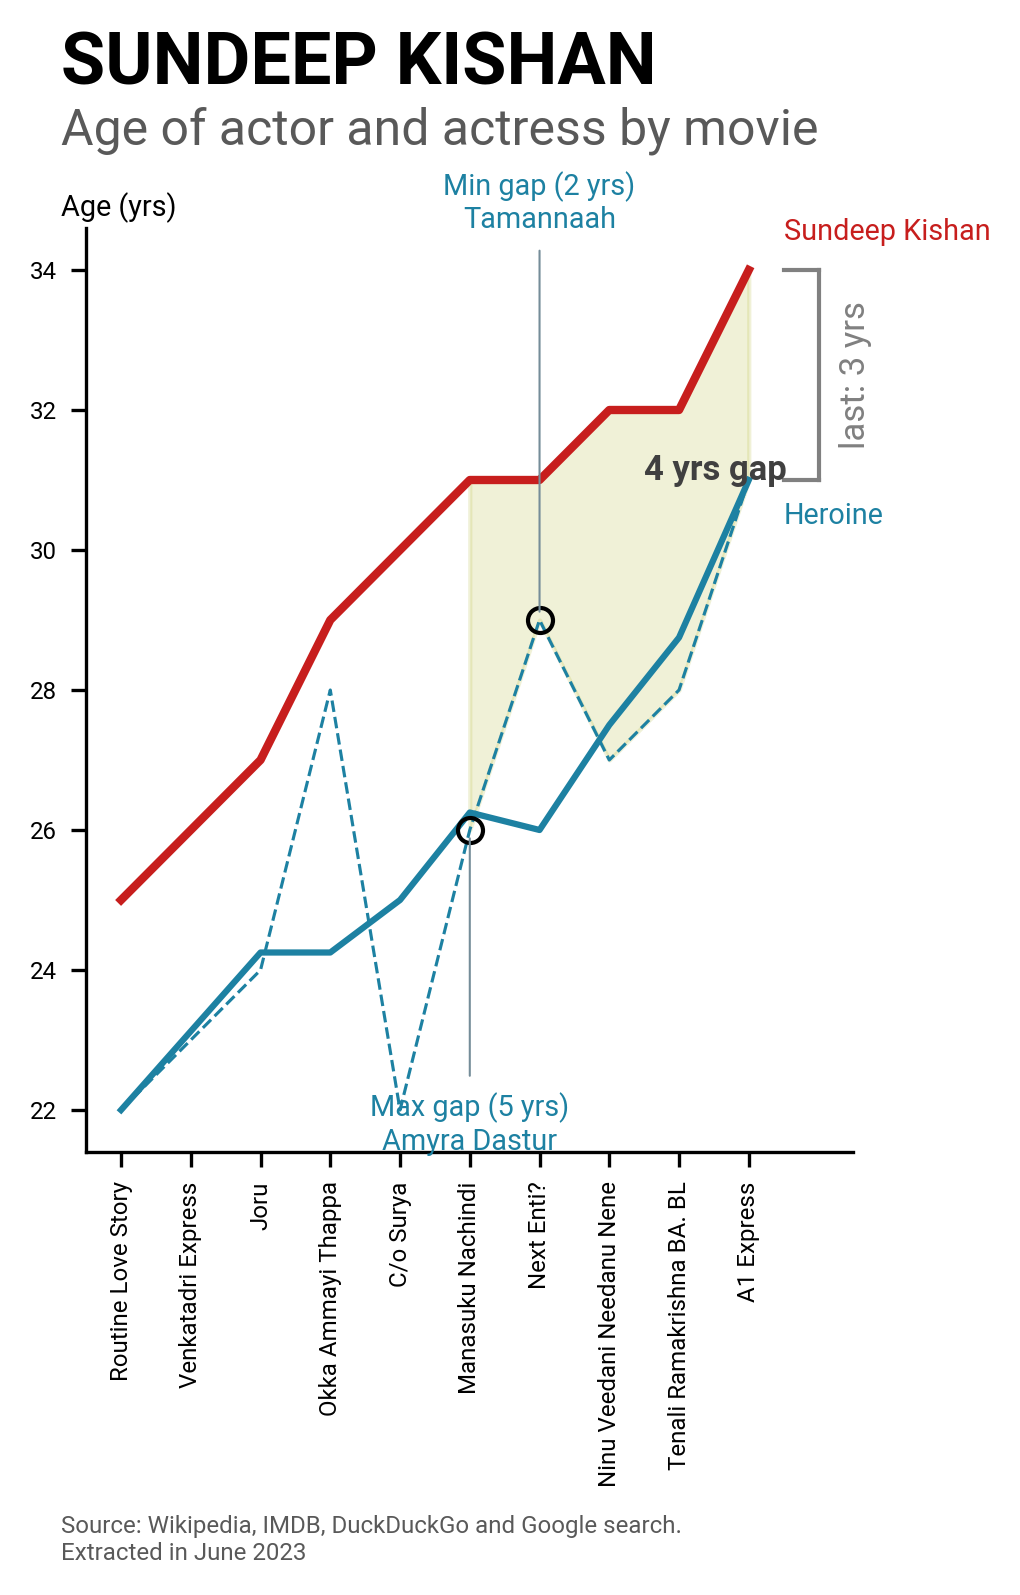 SUNDEEP KISHAN
Age of actor and actress by movie
Min gap (2 yrs)
Tamannaah
Age (yrs)
Sundeep Kishan
34
32
30
28
26
24
22
last: 3 yrs
4 yrs gap
Heroine
Max gap (5 yrs)
Amyra Dastur
Routine Love Story
Venkatadri Express
Joru
Okka Ammayi Thappa
C/o Surya
Manasuku Nachindi
Next Enti?
Ninu Veedani Needanu Nene
Tenali Ramakrishna BA. BL
A1 Express
Source: Wikipedia, IMDB, DuckDuckGo and Google search.
Extracted in June 2023